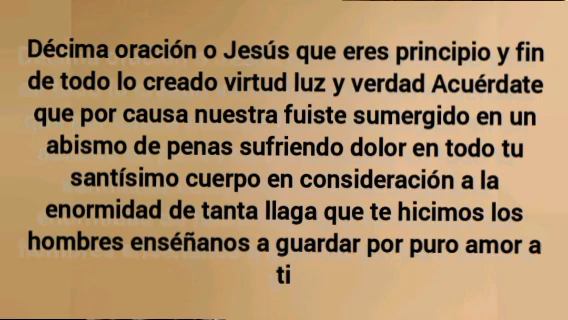 Décima oración o Jesús que eres principio y fin
de todo lo creado virtud luz y verdad Acuérdate
que por causa nuestra fuiste sumergido en un
abismo de penas sufriendo dolor en todo tu
santísimo cuerpo en consideración a la
enormidad de tanta llaga que te hicimos los
hombres enséñanos a guardar por puro amor a
ti